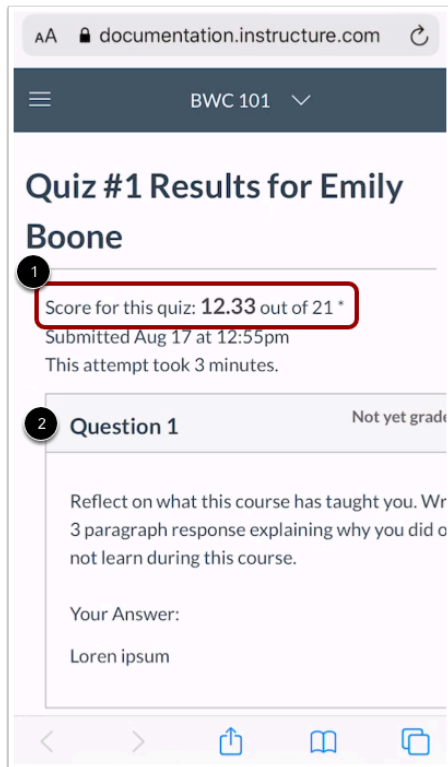 AA documentation.instructure.com
BWC 101
Quiz #1 Results for Emily
Boone
1
Score for this quiz: 12.33 out of 21 *
Submitted Aug 17 at 12:55pm
This attempt took 3 minutes.
2
Question 1
Not yet grade
Reflect on what this course has taught you. Wr
3 paragraph response explaining why you did o
not learn during this course.
Your Answer:
Loren ipsum